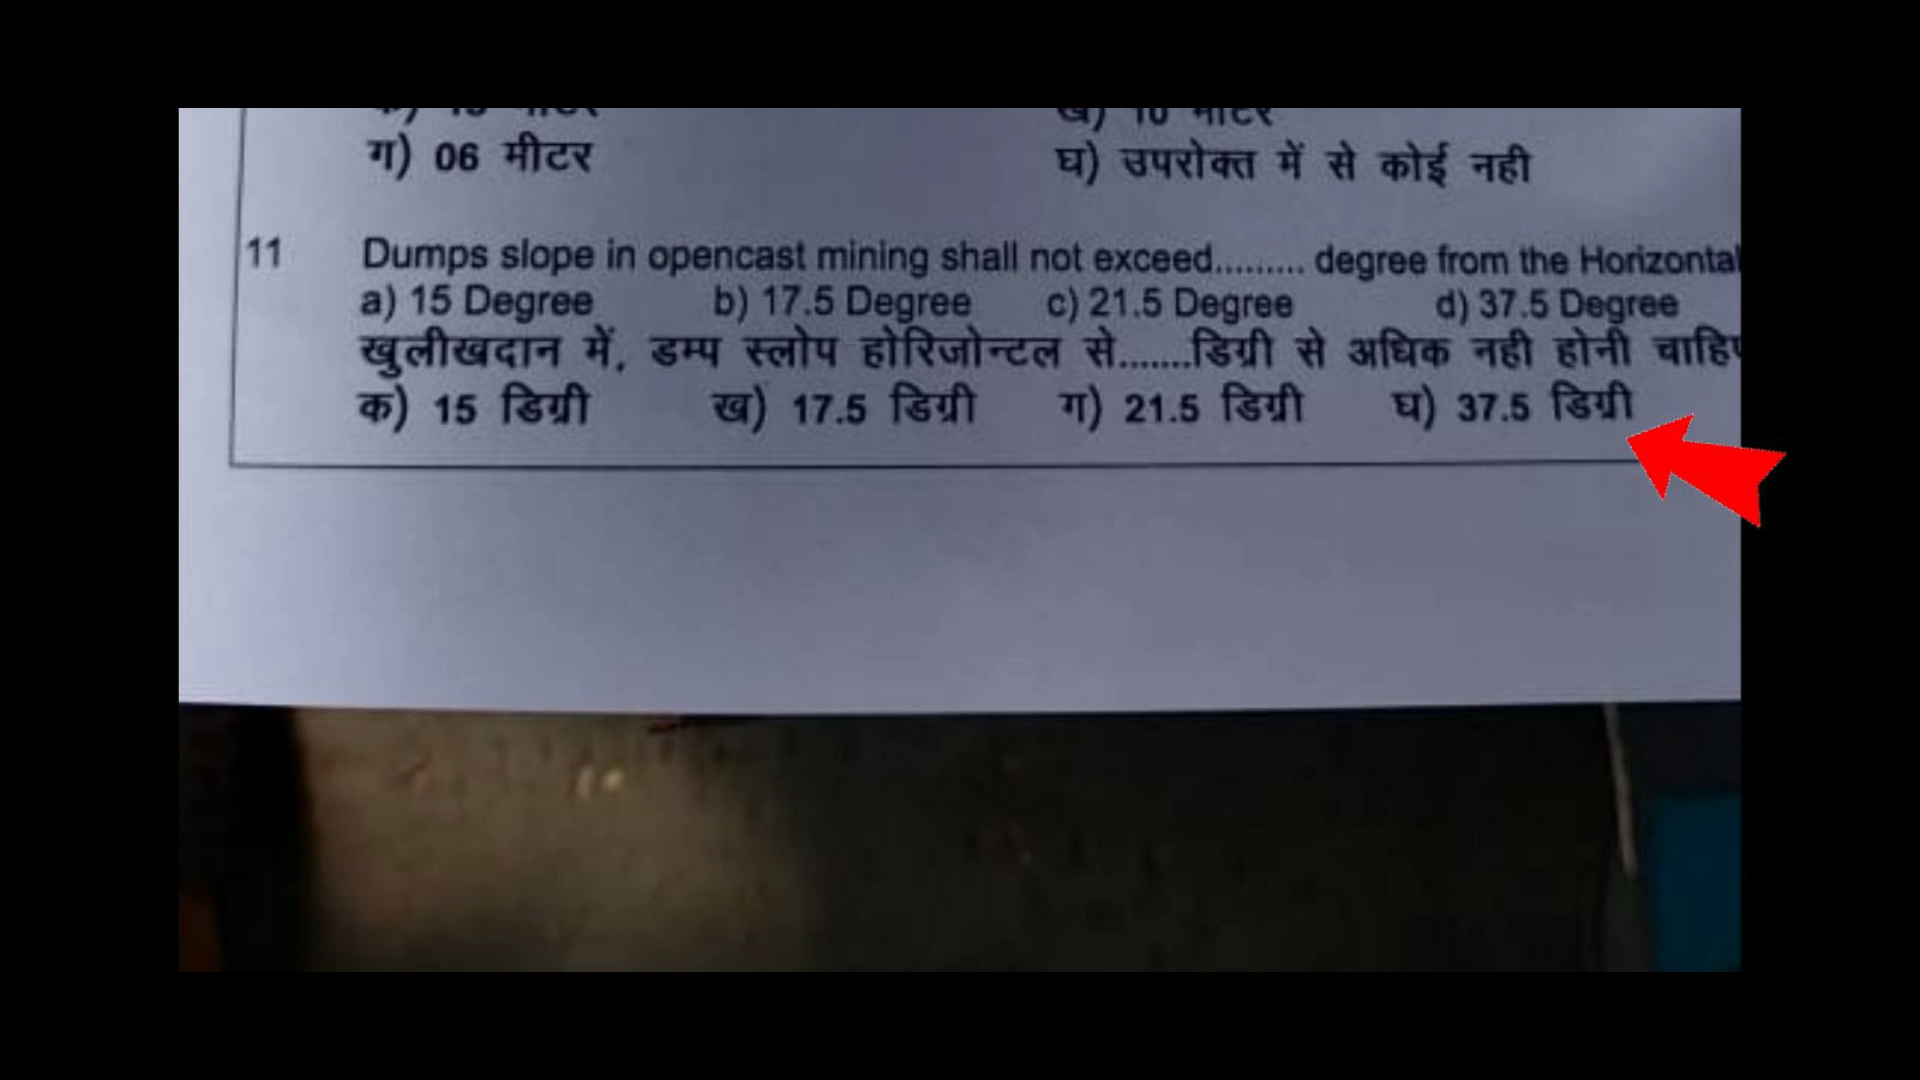 ग) 06 मीटर घ) उपरोक्त में से कोई नही
11 Dumps slope in opencast mining shall not exceed......... degree from the Horizontal
a) 15 Degree b) 17.5 Degree c) 21.5 Degree d) 37.5 Degree
खुलीखदान में, डम्प स्लोप होरिजोन्टल से.......डिग्री से अधिक नही होनी
क) 15 डिग्री ख) 17.5 डिग्री ग) 21.5 डिग्री घ) 37.5 डिग्री